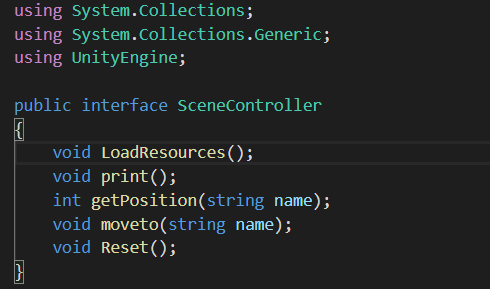 using System.Collections;
using System.Collections.Generic;
using UnityEngine;
public interface SceneController
{
void LoadResources();
void print();
int getPosition(string name);
void moveto(string name);
void Reset();
}